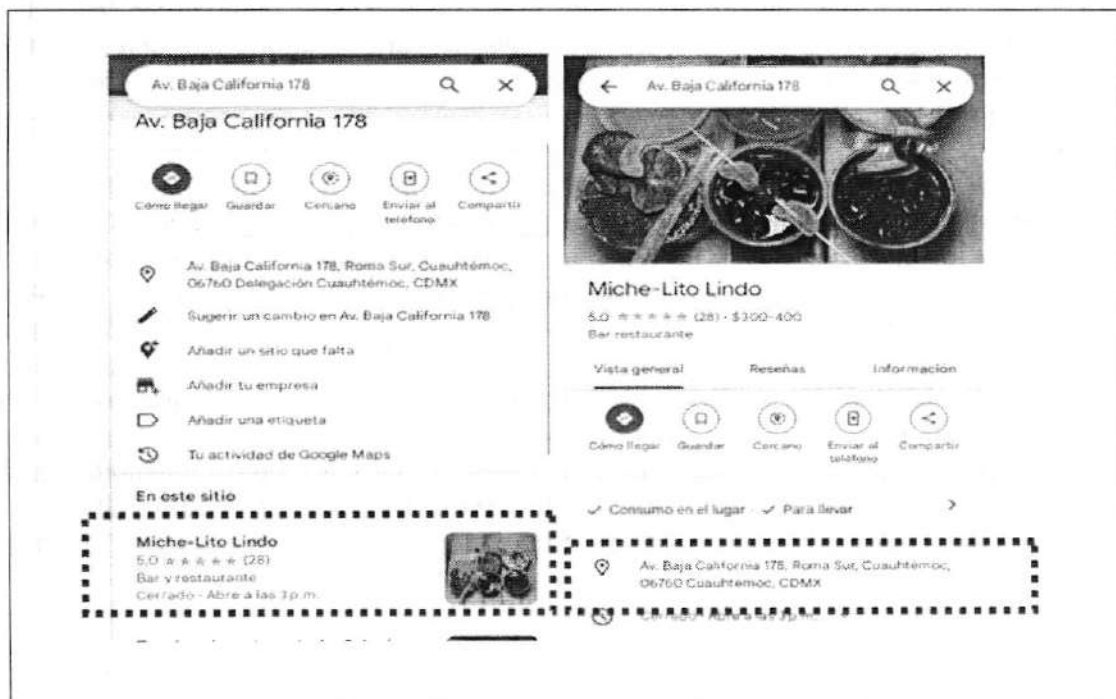 Av. Baja California 178
Av. Baja California 178
Cómo llegar
Guardar
Cercano
Enviar al
teléfono
Compartir
Av. Baja California 178, Roma Sur, Cuauhtémoc,
06760 Delegación Cuauhtémoc, CDMX
Sugerir un cambio en Av. Baja California 178
Añadir un sitio que falta
Añadir tu empresa
Añadir una etiqueta
Tu actividad de Google Maps
En este sitio
Miche-Lito Lindo
5,0 ★★★★★ (28)
Bar y restaurante
Cerrado · Abre a las 3 p.m.
Av. Baja California 178
Miche-Lito Lindo
5,0 ★★★★★ (28) · $300-400
Bar restaurante
Vista general
Reseñas
Información
Cómo llegar
Guardar
Cercano
Enviar al
teléfono
Compartir
✓ Consumo en el lugar · ✓ Para llevar
Av. Baja California 178, Roma Sur, Cuauhtémoc,
06760 Cuauhtémoc, CDMX
Cerrado · Abre a las 3 p.m.